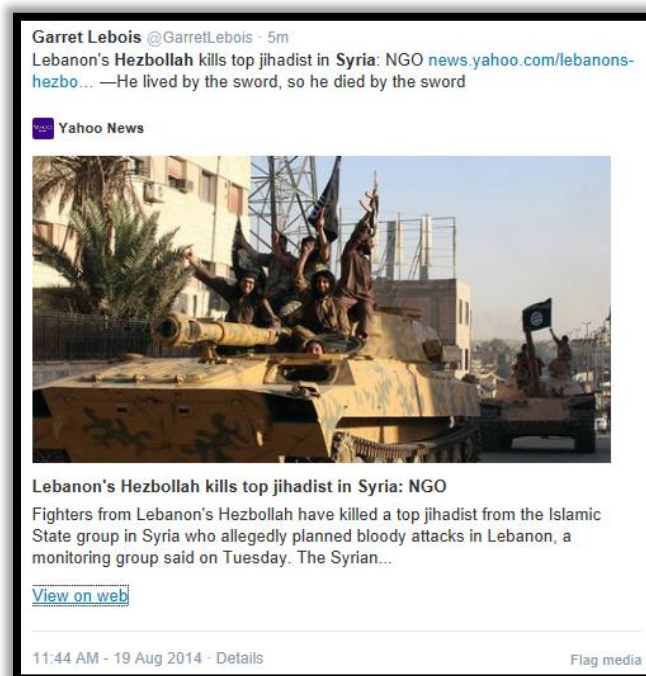 Garret Lebois @GarretLebois · 5m
Lebanon's Hezbollah kills top jihadist in Syria: NGO news.yahoo.com/lebanons-
hezbo... —He lived by the sword, so he died by the sword
Yahoo News
Lebanon's Hezbollah kills top jihadist in Syria: NGO
Fighters from Lebanon's Hezbollah have killed a top jihadist from the Islamic
State group in Syria who allegedly planned bloody attacks in Lebanon, a
monitoring group said on Tuesday. The Syrian...
View on web
11:44 AM - 19 Aug 2014 · Details
Flag media